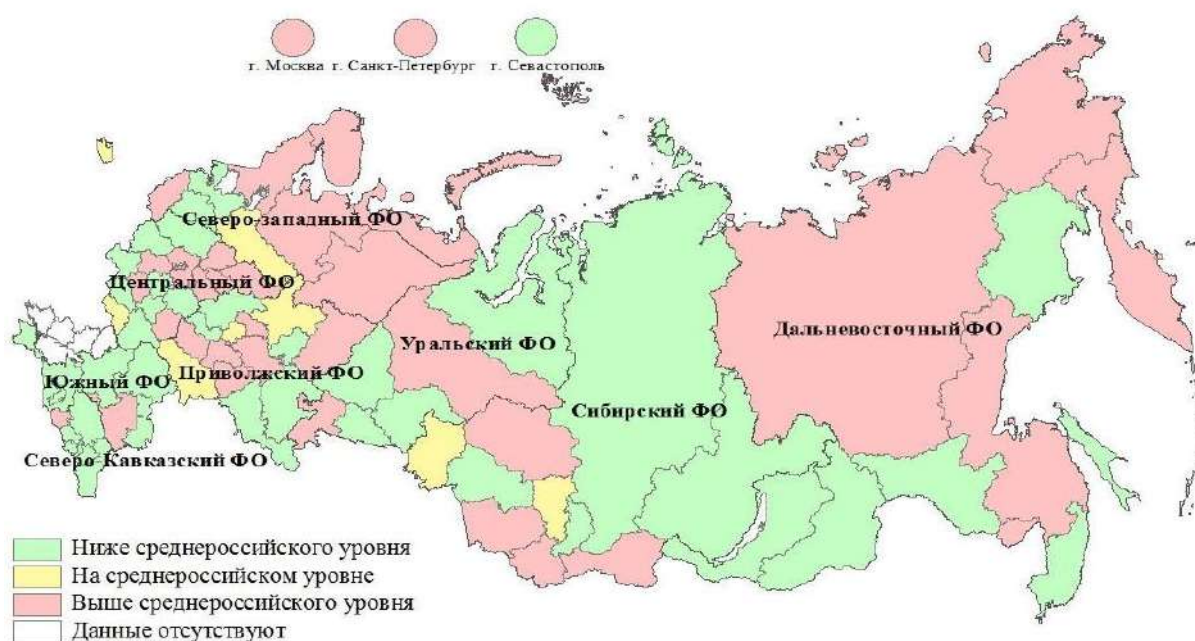 г. Москва г. Санкт-Петербург г. Севастополь
Северо-западный ФО
Центральный ФО
Дальневосточный ФО
Уральский ФО
Приволжский ФО
Южный ФО
Сибирский ФО
Северо-Кавказский ФО
Ниже среднероссийского уровня
На среднероссийском уровне
Выше среднероссийского уровня
Данные отсутствуют